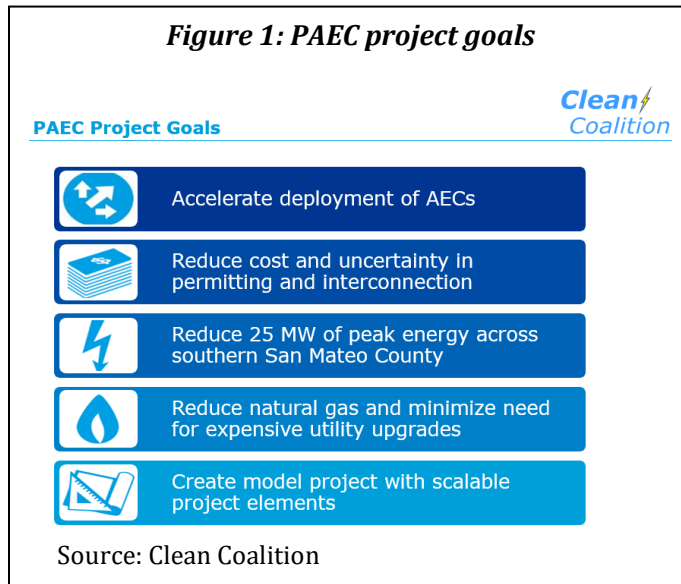 Figure 1: PAEC project goals
Clean
Coalition
PAEC Project Goals
Accelerate deployment of AECs
Reduce cost and uncertainty in
permitting and interconnection
Reduce 25 MW of peak energy across
southern San Mateo County
Reduce natural gas and minimize need
for expensive utility upgrades
Create model project with scalable
project elements
Source: Clean Coalition